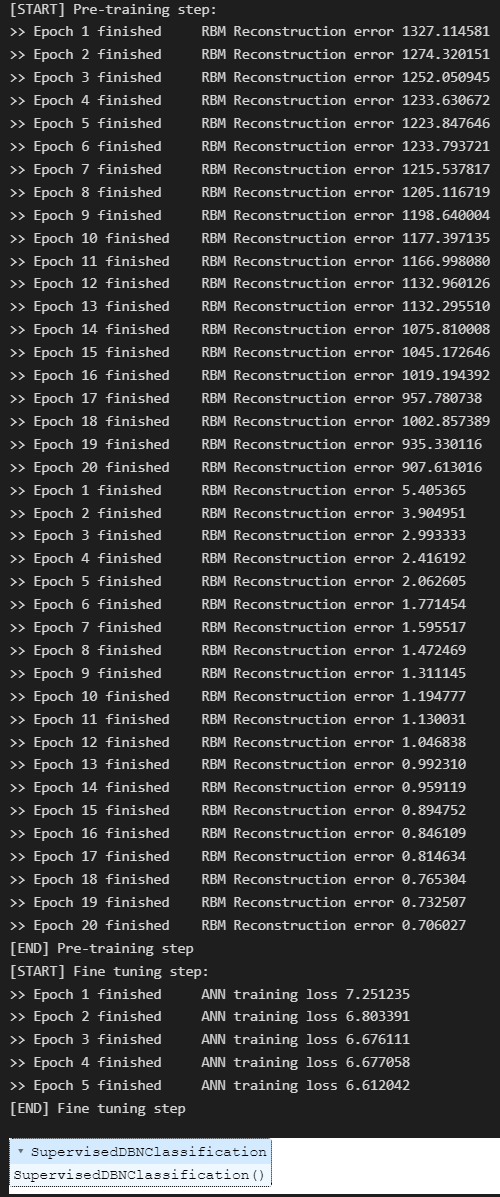 [START] Pre-training step:
>> Epoch 1 finished     RBM Reconstruction error 1327.114581
>> Epoch 2 finished     RBM Reconstruction error 1274.320151
>> Epoch 3 finished     RBM Reconstruction error 1252.050945
>> Epoch 4 finished     RBM Reconstruction error 1233.630672
>> Epoch 5 finished     RBM Reconstruction error 1223.847646
>> Epoch 6 finished     RBM Reconstruction error 1233.793721
>> Epoch 7 finished     RBM Reconstruction error 1215.537817
>> Epoch 8 finished     RBM Reconstruction error 1205.116719
>> Epoch 9 finished     RBM Reconstruction error 1198.640004
>> Epoch 10 finished    RBM Reconstruction error 1177.397135
>> Epoch 11 finished    RBM Reconstruction error 1166.998080
>> Epoch 12 finished    RBM Reconstruction error 1132.960126
>> Epoch 13 finished    RBM Reconstruction error 1132.295510
>> Epoch 14 finished    RBM Reconstruction error 1075.810008
>> Epoch 15 finished    RBM Reconstruction error 1045.172646
>> Epoch 16 finished    RBM Reconstruction error 1019.194392
>> Epoch 17 finished    RBM Reconstruction error 957.780738
>> Epoch 18 finished    RBM Reconstruction error 1002.857389
>> Epoch 19 finished    RBM Reconstruction error 935.330116
>> Epoch 20 finished    RBM Reconstruction error 907.613016
>> Epoch 1 finished     RBM Reconstruction error 5.405365
>> Epoch 2 finished     RBM Reconstruction error 3.904951
>> Epoch 3 finished     RBM Reconstruction error 2.993333
>> Epoch 4 finished     RBM Reconstruction error 2.416192
>> Epoch 5 finished     RBM Reconstruction error 2.062605
>> Epoch 6 finished     RBM Reconstruction error 1.771454
>> Epoch 7 finished     RBM Reconstruction error 1.595517
>> Epoch 8 finished     RBM Reconstruction error 1.472469
>> Epoch 9 finished     RBM Reconstruction error 1.311145
>> Epoch 10 finished    RBM Reconstruction error 1.194777
>> Epoch 11 finished    RBM Reconstruction error 1.130031
>> Epoch 12 finished    RBM Reconstruction error 1.046838
>> Epoch 13 finished    RBM Reconstruction error 0.992310
>> Epoch 14 finished    RBM Reconstruction error 0.959119
>> Epoch 15 finished    RBM Reconstruction error 0.894752
>> Epoch 16 finished    RBM Reconstruction error 0.846109
>> Epoch 17 finished    RBM Reconstruction error 0.814634
>> Epoch 18 finished    RBM Reconstruction error 0.765304
>> Epoch 19 finished    RBM Reconstruction error 0.732507
>> Epoch 20 finished    RBM Reconstruction error 0.706027
[END] Pre-training step
[START] Fine tuning step:
>> Epoch 1 finished     ANN training loss 7.251235
>> Epoch 2 finished     ANN training loss 6.803391
>> Epoch 3 finished     ANN training loss 6.676111
>> Epoch 4 finished     ANN training loss 6.677058
>> Epoch 5 finished     ANN training loss 6.612042
[END] Fine tuning step
▾ SupervisedDBNClassification
SupervisedDBNClassification()